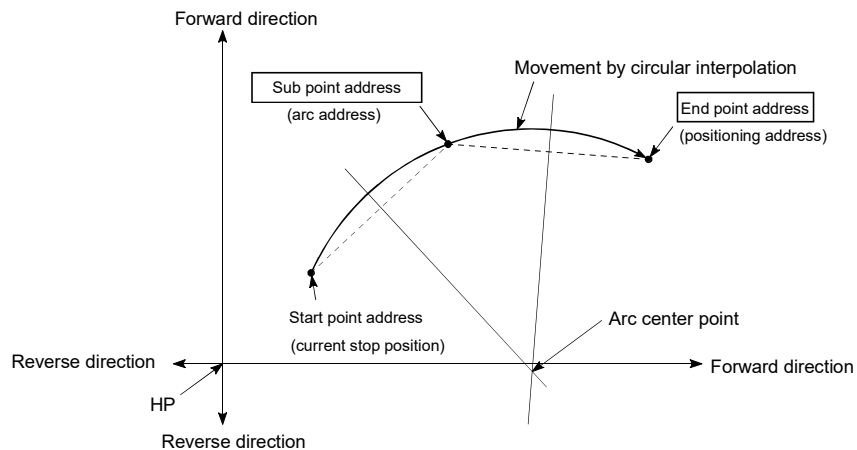 Forward direction
Movement by circular interpolation
Sub point address
(arc address)
End point address
(positioning address)
Start point address
(current stop position)
Arc center point
Reverse direction
Forward direction
HP
Reverse direction